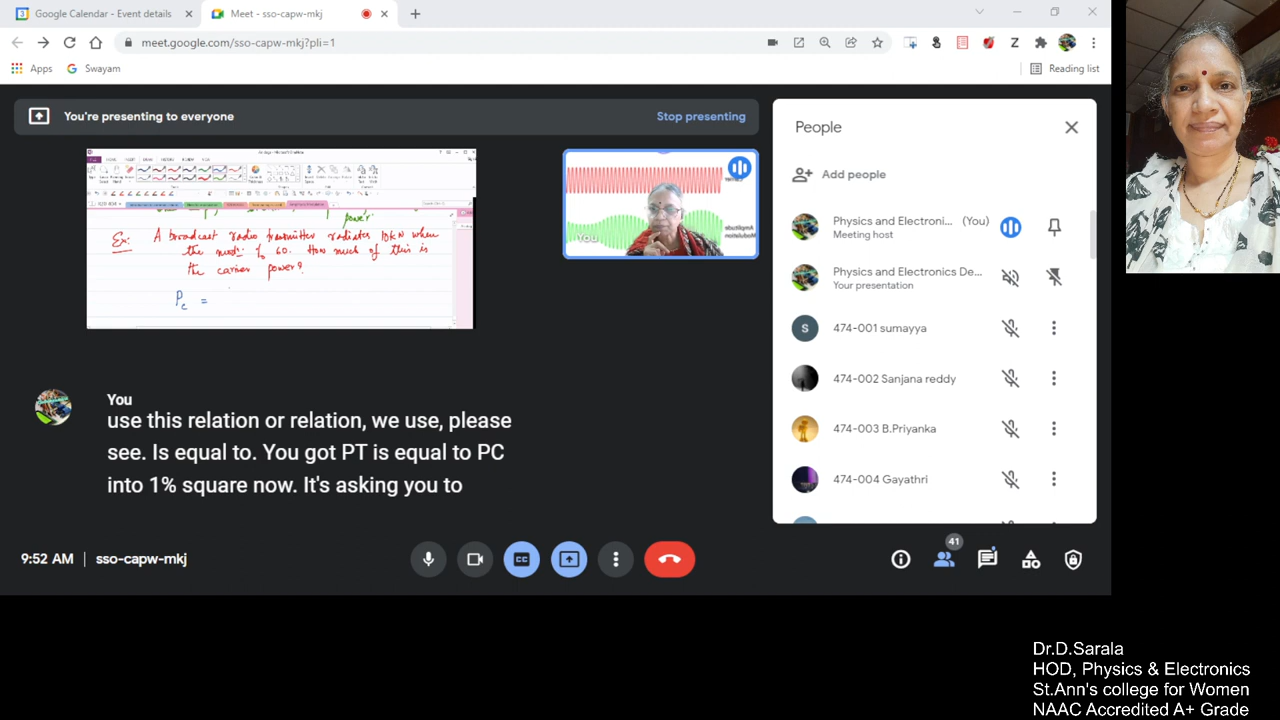 Google Calendar - Event details
Meet - sso-capw-mkj
meet.google.com/sso-capw-mkj?pli=1
Apps
Swayam
Reading list
You're presenting to everyone
Stop presenting
People
Add people
power.
Ex: A broadcast radio transmitter radiates 10kW when
the 60. How much of this is
the carrier power?
Pc =
YOU
Amplitude
Modulation
Physics and Electroni... (You)
Meeting host
Physics and Electronics De...
Your presentation
S 474-001 sumayya
474-002 Sanjana reddy
474-003 B.Priyanka
474-004 Gayathri
You
use this relation or relation, we use, please
see. Is equal to. You got PT is equal to PC
into 1% square now. It's asking you to
9:52 AM | sso-capw-mkj
CC
41
Dr.D.Sarala
HOD, Physics & Electronics
St.Ann's college for Women
NAAC Accredited A+ Grade